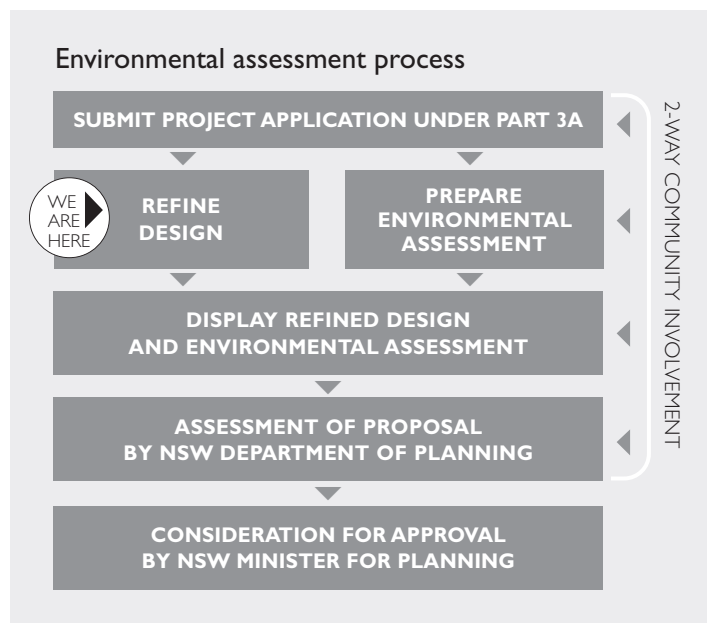 Environmental assessment process
SUBMIT PROJECT APPLICATION UNDER PART 3A
WE
ARE
HERE
REFINE
DESIGN
PREPARE
ENVIRONMENTAL
ASSESSMENT
DISPLAY REFINED DESIGN
AND ENVIRONMENTAL ASSESSMENT
ASSESSMENT OF PROPOSAL
BY NSW DEPARTMENT OF PLANNING
CONSIDERATION FOR APPROVAL
BY NSW MINISTER FOR PLANNING
2-WAY COMMUNITY INVOLVEMENT